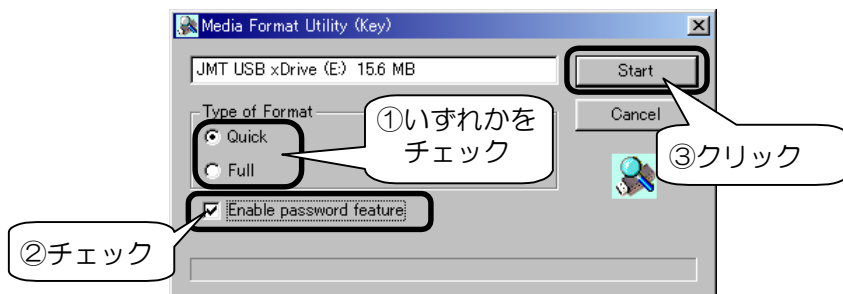 Media Format Utility (Key)
JMT USB xDrive (E:) 15.6 MB
Start
Type of Format
Quick
Full
①いずれかを
チェック
Cancel
③クリック
Enable password feature
②チェック